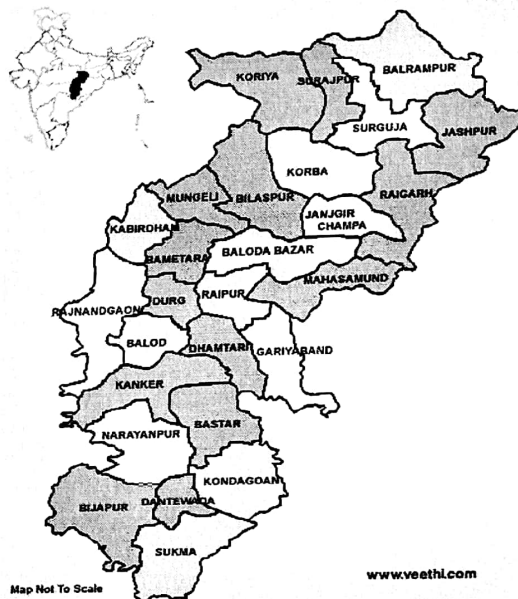 BALRAMPUR
KORIYA
SURAJPUR
SURGUJA
JASHPUR
KORBA
RAIGARH
MUNGELI
BILASPUR
JANJGIR
CHAMPA
KABIRDHAM
BAMETARA
BALODA BAZAR
MAHASAMUND
DURG
RAIPUR
RAJNANDGAON
BALOD
DHAMTARI
GARIYABAND
KANKER
BASTAR
NARAYANPUR
KONDAGOAN
BIJAPUR
DANTEWADA
SUKMA
Map Not To Scale
www.veethi.com